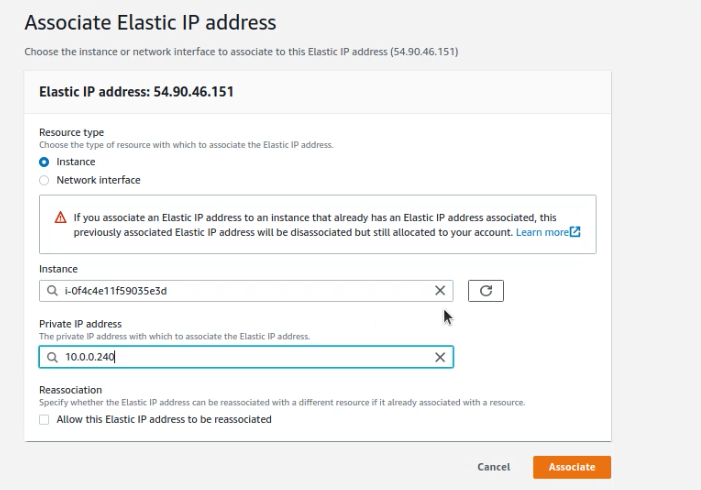 Associate Elastic IP address
Choose the instance or network interface to associate to this Elastic IP address (54.90.46.151)
Elastic IP address: 54.90.46.151
Resource type
Choose the type of resource with which to associate the Elastic IP address.
Instance
Network interface
If you associate an Elastic IP address to an instance that already has an Elastic IP address associated, this
previously associated Elastic IP address will be disassociated but still allocated to your account. Learn more
Instance
i-0f4c4e11f59035e3d
Private IP address
The private IP address with which to associate the Elastic IP address.
10.0.0.240
Reassociation
Specify whether the Elastic IP address can be reassociated with a different resource if it already associated with a resource.
Allow this Elastic IP address to be reassociated
Cancel Associate